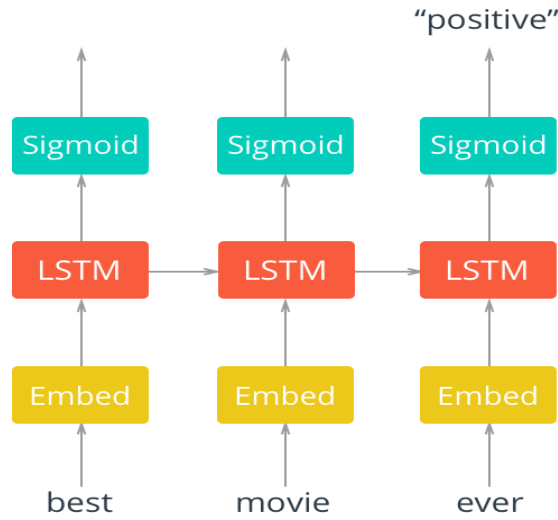 “positive”
Sigmoid Sigmoid Sigmoid
LSTM LSTM LSTM
Embed Embed Embed
best movie ever